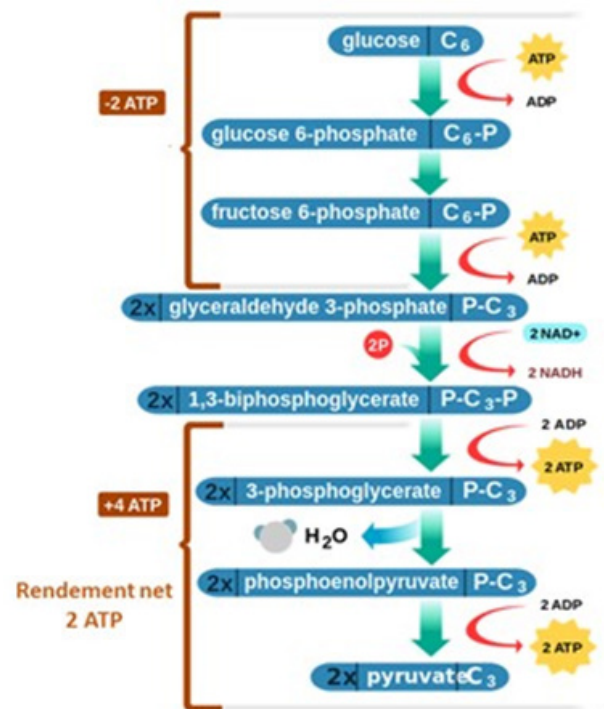 glucose C6
ATP
ADP
-2 ATP
glucose 6-phosphate C6-P
fructose 6-phosphate C6-P
ATP
ADP
2x glyceraldehyde 3-phosphate P-C3
2P
2 NAD+
2 NADH
2x 1,3-biphosphoglycerate P-C3-P
2 ADP
2 ATP
2x 3-phosphoglycerate P-C3
+4 ATP
H2O
2x phosphoenolpyruvate P-C3
Rendement net
2 ATP
2 ADP
2 ATP
2x pyruvate C3